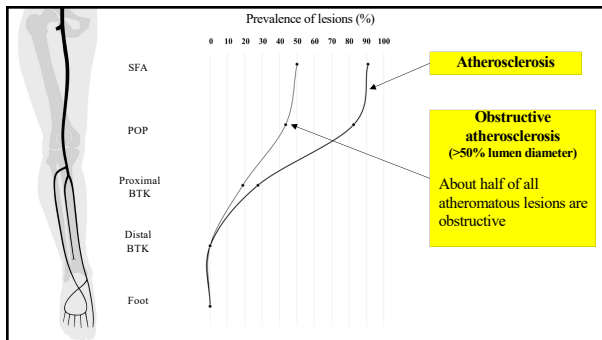 Prevalence of lesions (%)
0 10 20 30 40 50 60 70 80 90 100
SFA
POP
Proximal
BTK
Distal
BTK
Foot
Atherosclerosis
Obstructive
atherosclerosis
(>50% lumen diameter)
About half of all
atheromatous lesions are
obstructive